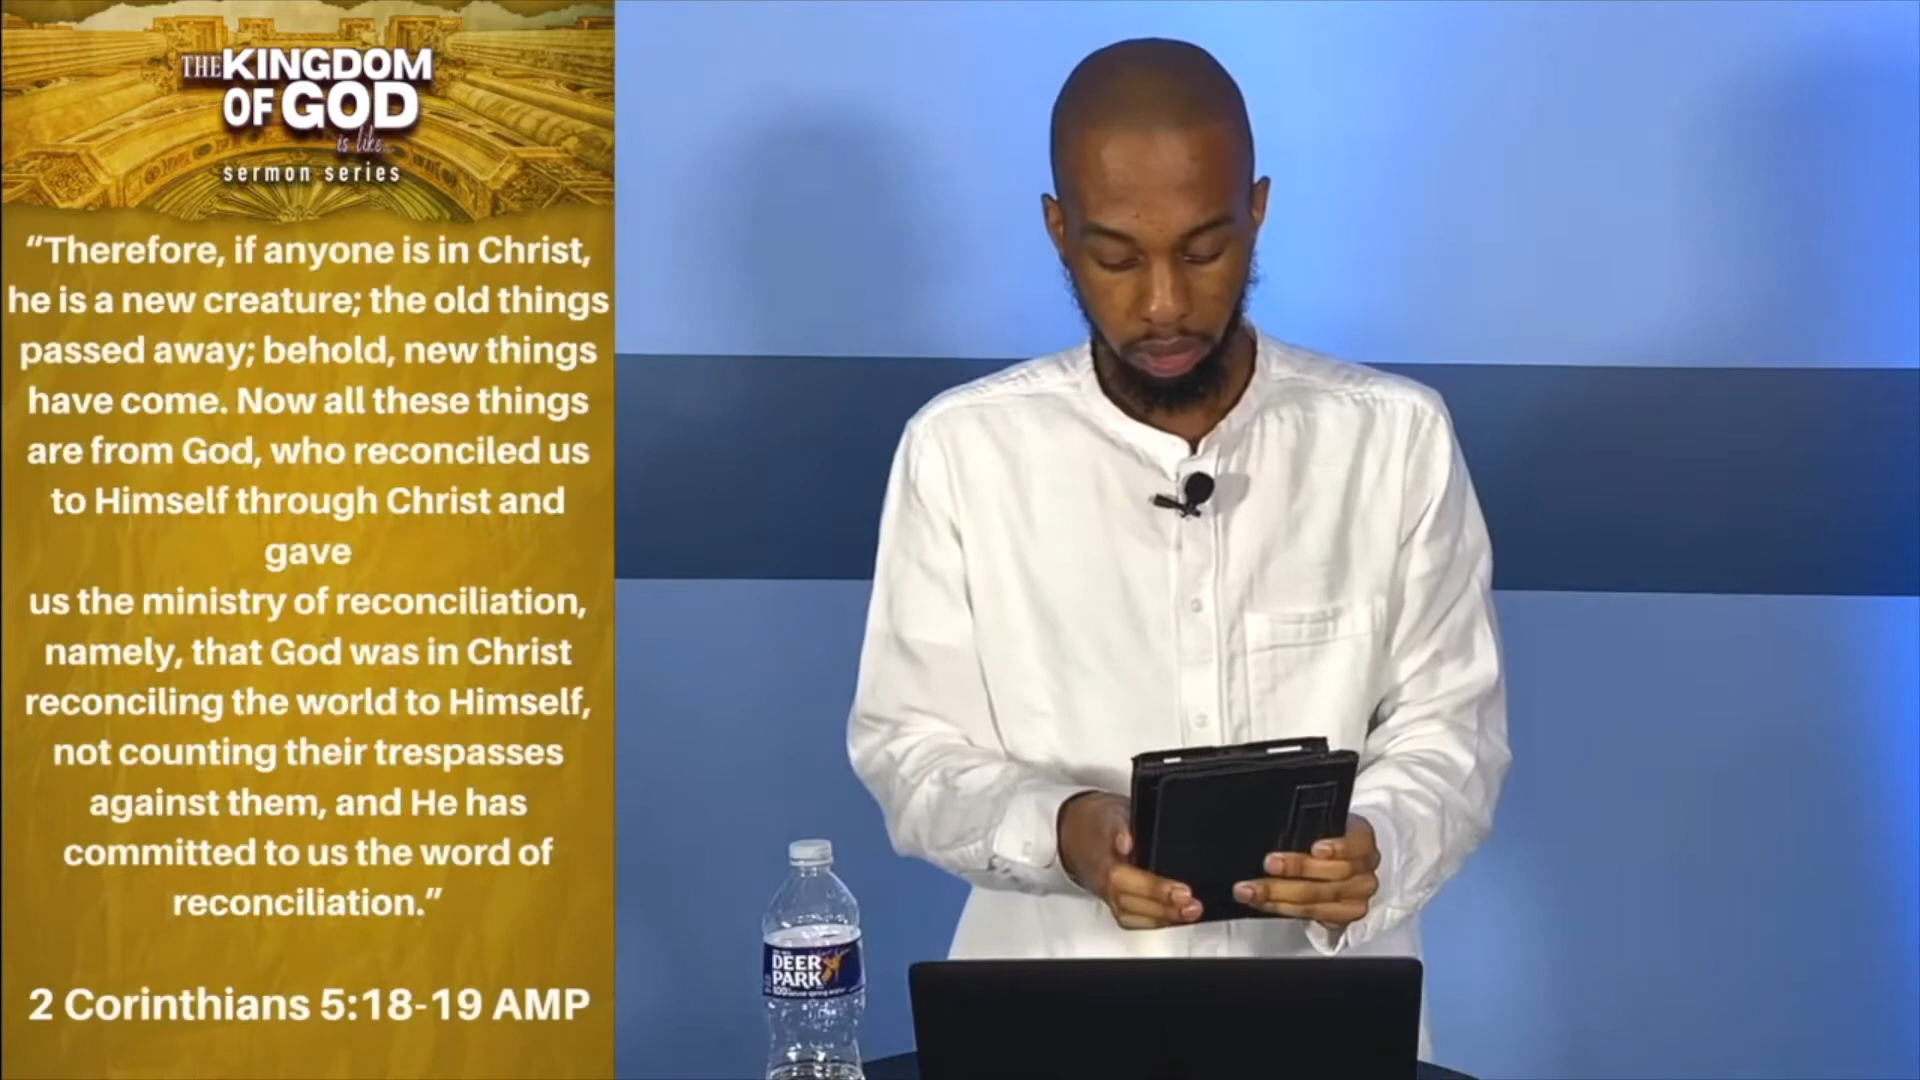 THE KINGDOM
OF GOD
is like...
sermon series
“Therefore, if anyone is in Christ,
he is a new creature; the old things
passed away; behold, new things
have come. Now all these things
are from God, who reconciled us
to Himself through Christ and
gave
us the ministry of reconciliation,
namely, that God was in Christ
reconciling the world to Himself,
not counting their trespasses
against them, and He has
committed to us the word of
reconciliation.”
2 Corinthians 5:18-19 AMP
DEER
PARK
100% natural spring water